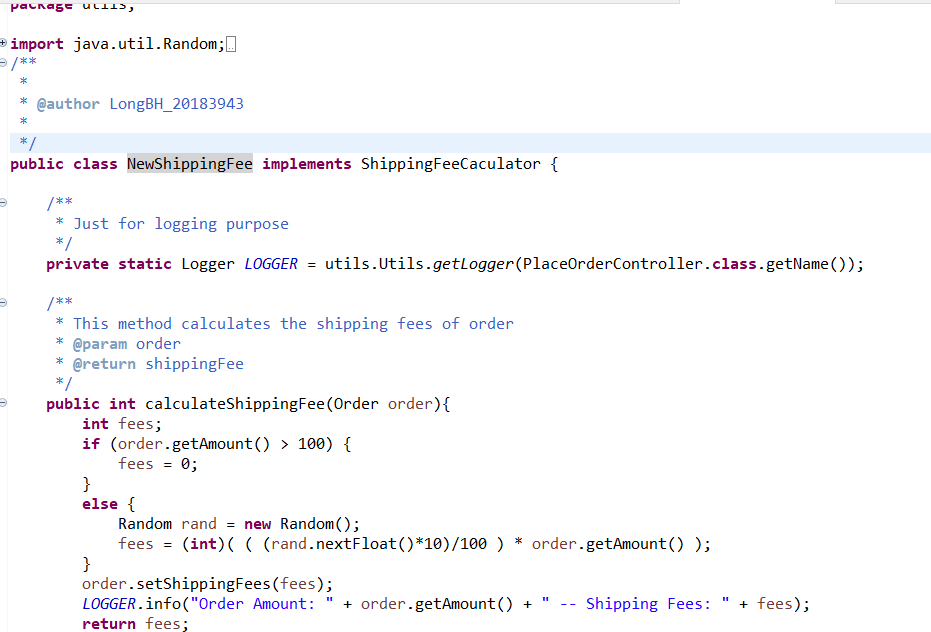 package utils;
import java.util.Random;
/**
 *
 * @author LongBH_20183943
 *
 */
public class NewShippingFee implements ShippingFeeCaculator {
/**
 * Just for logging purpose
 */
private static Logger LOGGER = utils.Utils.getLogger(PlaceOrderController.class.getName());
/**
 * This method calculates the shipping fees of order
 * @param order
 * @return shippingFee
 */
public int calculateShippingFee(Order order){
int fees;
if (order.getAmount() > 100) {
fees = 0;
}
else {
Random rand = new Random();
fees = (int)( ( (rand.nextFloat()*10)/100 ) * order.getAmount() );
}
order.setShippingFees(fees);
LOGGER.info("Order Amount: " + order.getAmount() + " -- Shipping Fees: " + fees);
return fees;